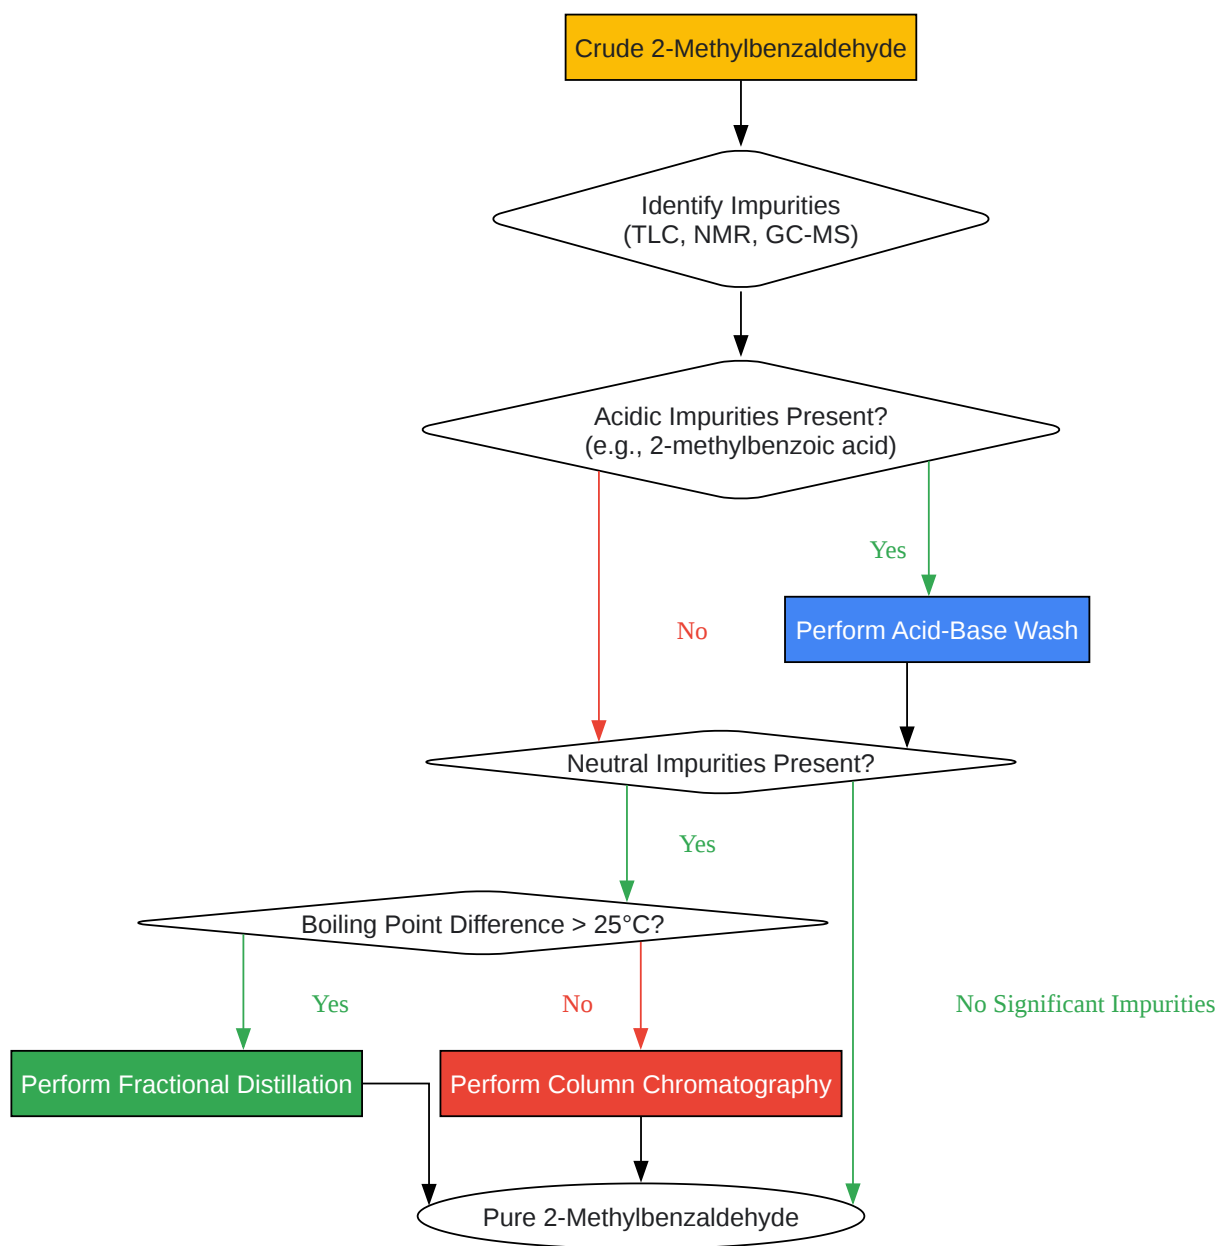 Crude 2-Methylbenzaldehyde
Identify Impurities
(TLC, NMR, GC-MS)
Acidic Impurities Present?
(e.g., 2-methylbenzoic acid)
Yes
No
Perform Acid-Base Wash
Neutral Impurities Present?
Yes
Boiling Point Difference > 25°C?
Yes
No
No Significant Impurities
Perform Fractional Distillation
Perform Column Chromatography
Pure 2-Methylbenzaldehyde